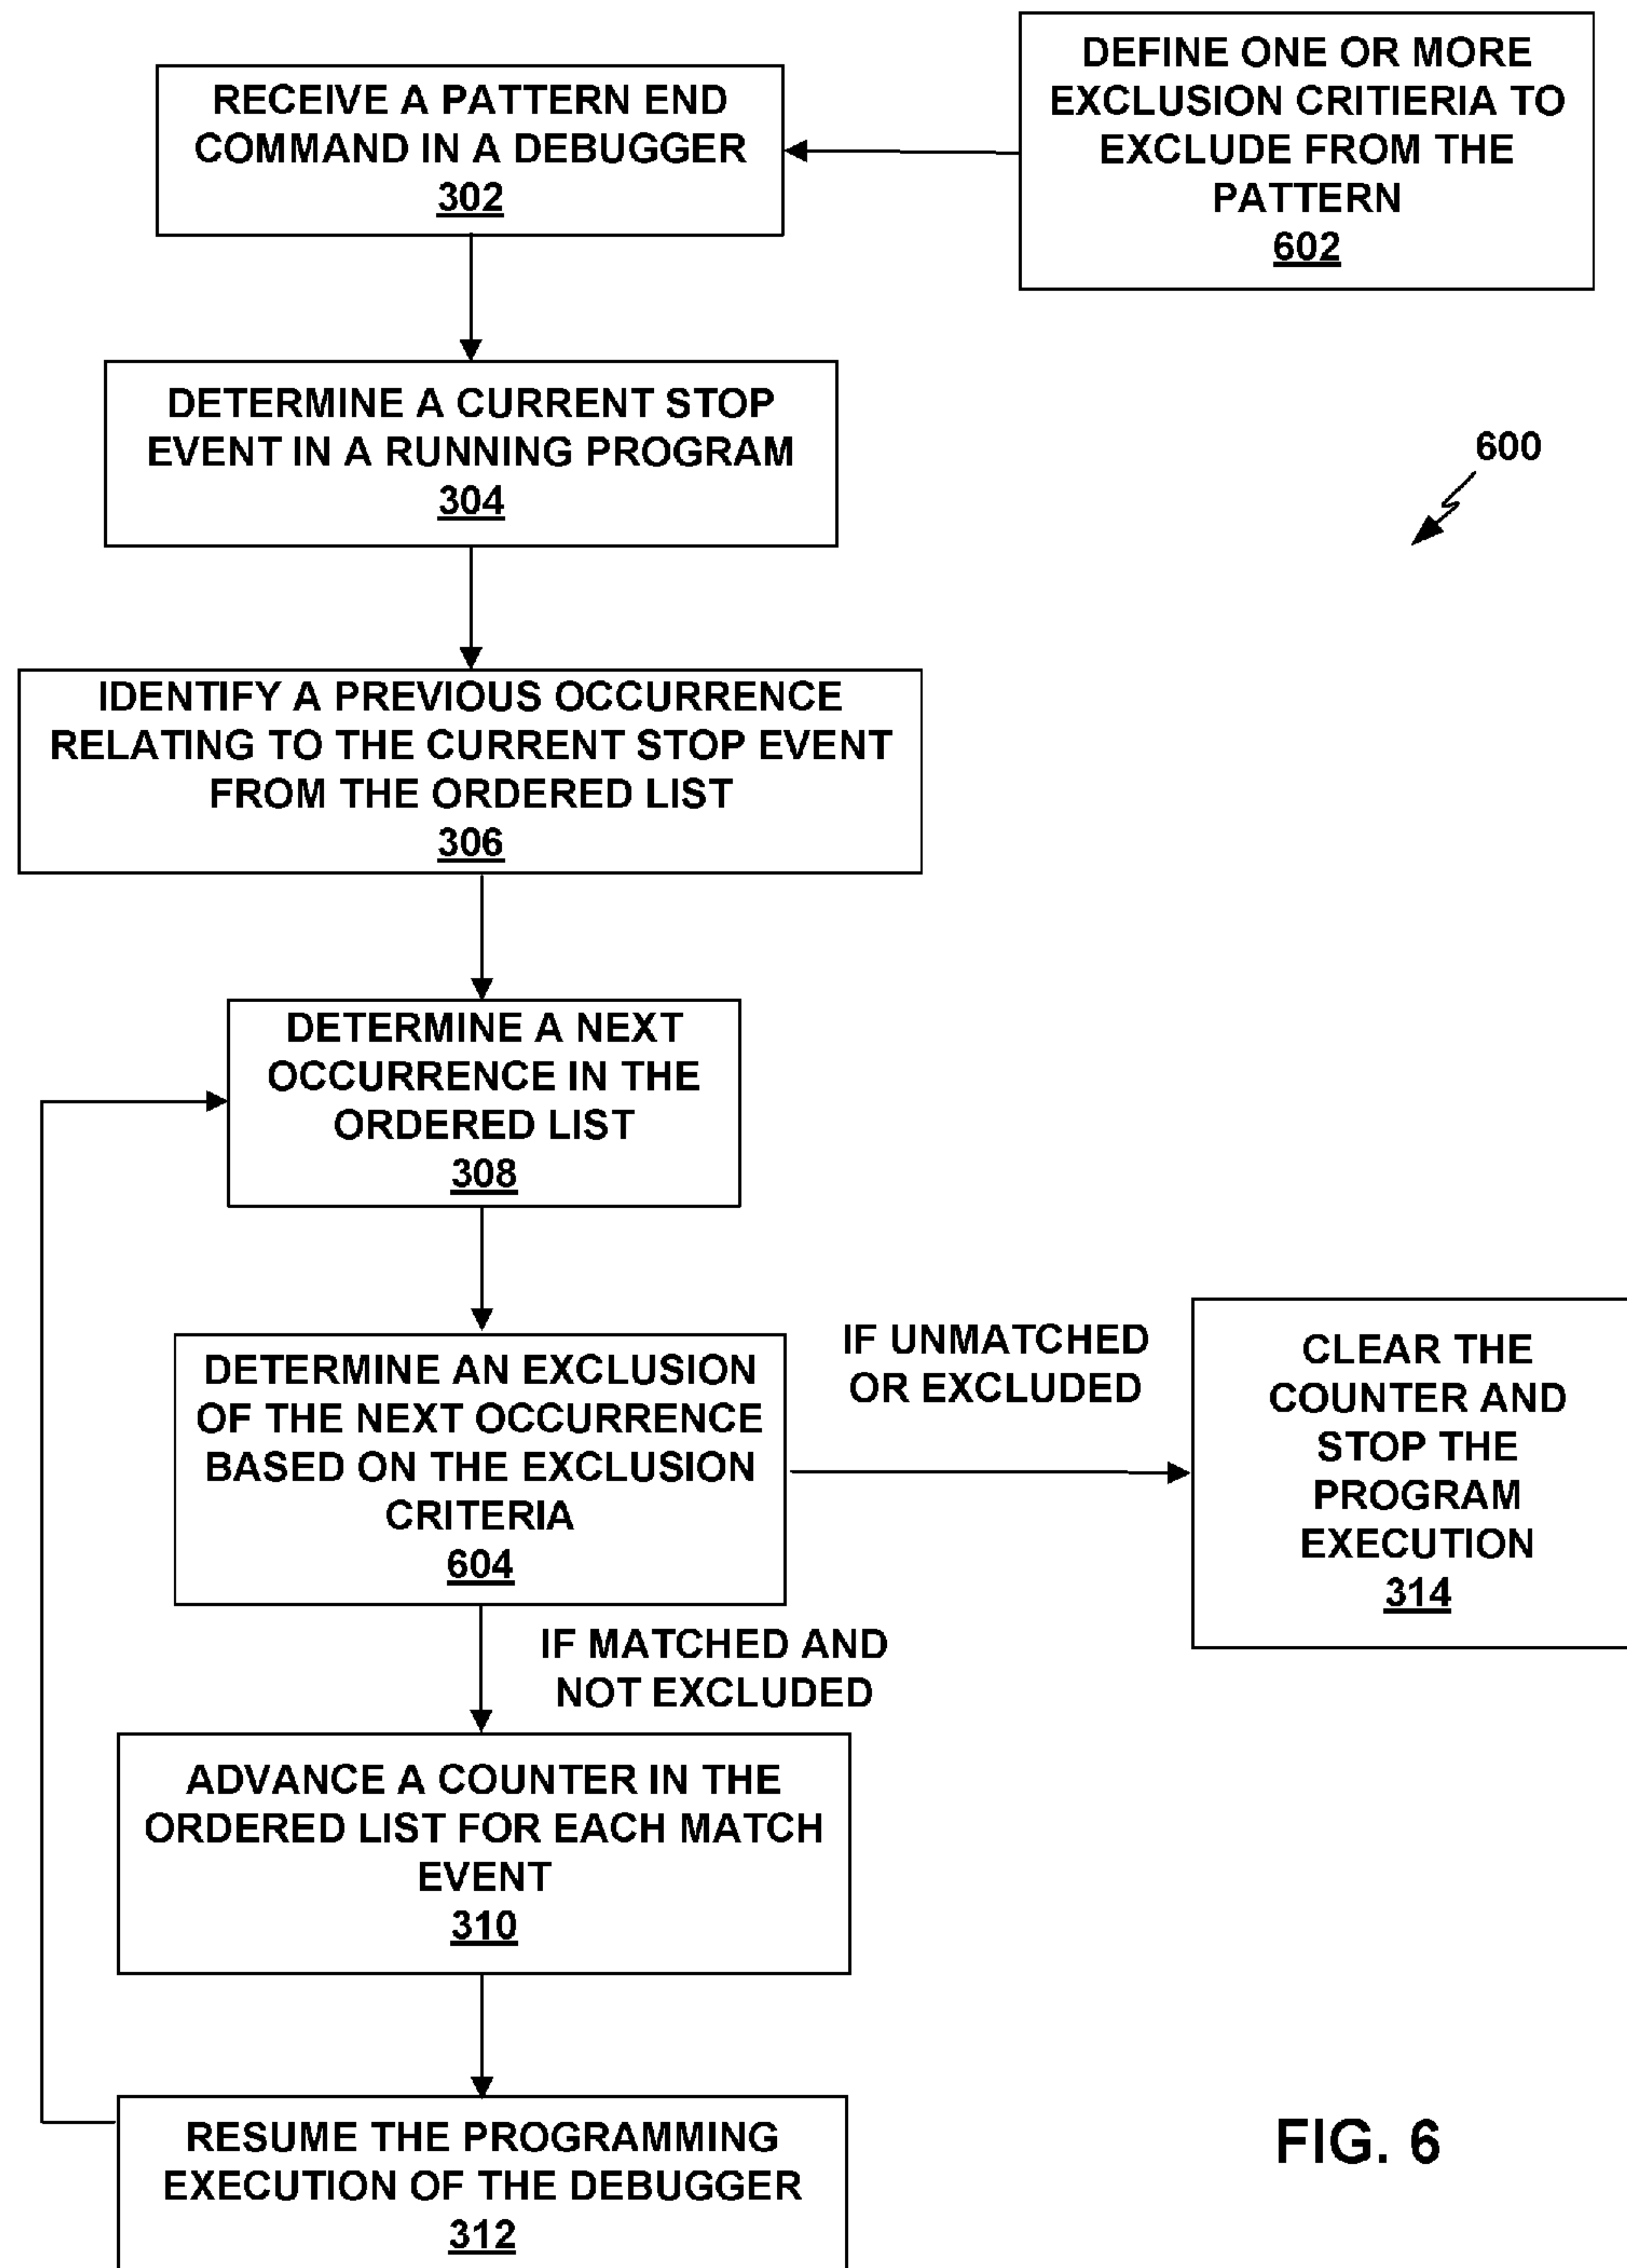 RECEIVE A PATTERN END
COMMAND IN A DEBUGGER
302
DEFINE ONE OR MORE
EXCLUSION CRITIERIA TO
EXCLUDE FROM THE
PATTERN
602
DETERMINE A CURRENT STOP
EVENT IN A RUNNING PROGRAM
304
600
IDENTIFY A PREVIOUS OCCURRENCE
RELATING TO THE CURRENT STOP EVENT
FROM THE ORDERED LIST
306
DETERMINE A NEXT
OCCURRENCE IN THE
ORDERED LIST
308
DETERMINE AN EXCLUSION
OF THE NEXT OCCURRENCE
BASED ON THE EXCLUSION
CRITERIA
604
IF UNMATCHED
OR EXCLUDED
CLEAR THE
COUNTER AND
STOP THE
PROGRAM
EXECUTION
314
IF MATCHED AND
NOT EXCLUDED
ADVANCE A COUNTER IN THE
ORDERED LIST FOR EACH MATCH
EVENT
310
RESUME THE PROGRAMMING
EXECUTION OF THE DEBUGGER
312
FIG. 6